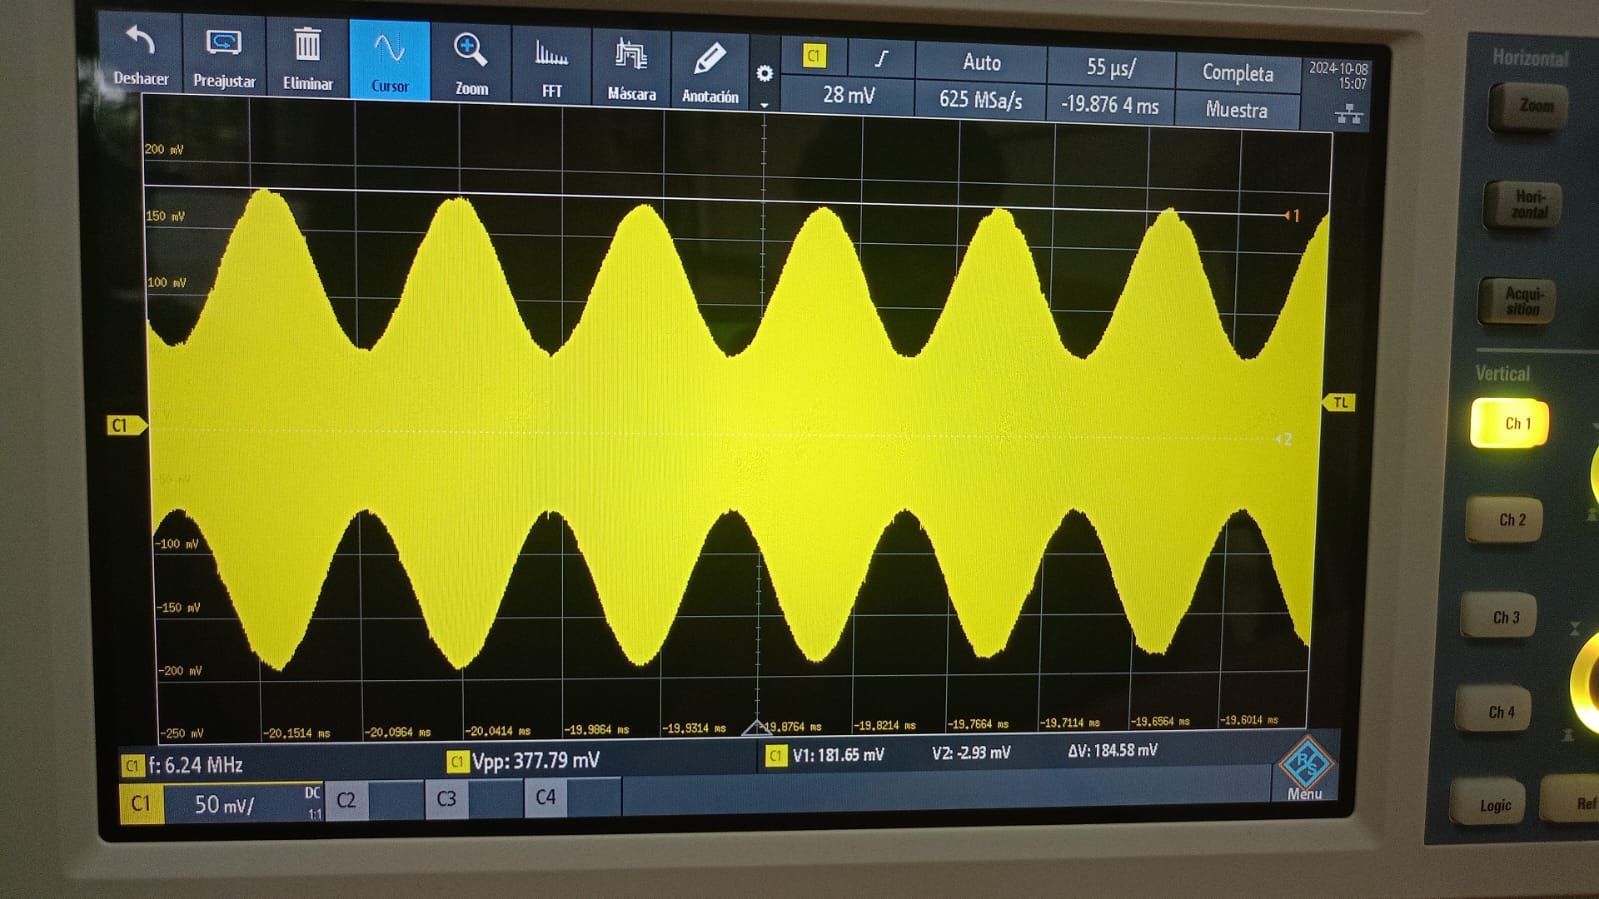 Deshacer
Preajustar
Eliminar
Cursor
Zoom
FFT
Máscara
Anotación
C1
28 mV
Auto
625 MSa/s
55 µs/
-19.876 4 ms
Completa
Muestra
2024-10-08
15:07
200 mV
150 mV
100 mV
-100 mV
-150 mV
-200 mV
-250 mV
1
2
C1
TL
-20.1514 ms
-20.0964 ms
-20.0414 ms
-19.9864 ms
-19.9314 ms
-19.8764 ms
-19.8214 ms
-19.7664 ms
-19.7114 ms
-19.6564 ms
-19.6014 ms
C1 f: 6.24 MHz
C1 Vpp: 377.79 mV
C1 V1: 181.65 mV V2: -2.93 mV ΔV: 184.58 mV
C1 50 mV/ DC 1:1
C2
C3
C4
R&S
Menu
Horizontal
Zoom
Hori-
zontal
Acqui-
sition
Vertical
Ch 1
Ch 2
Ch 3
Ch 4
Logic
Ref